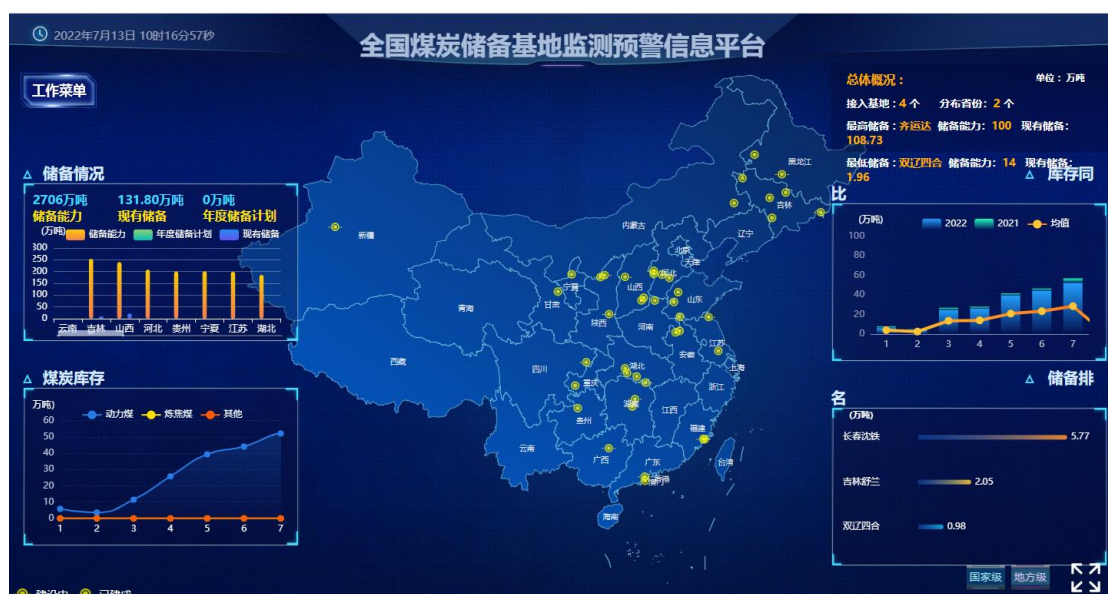 2022年7月13日 10时16分57秒
全国煤炭储备基地监测预警信息平台
工作菜单
总体概况：
单位：万吨
接入基地：4 个 分布省份：2 个
最高储备：齐运达 储备能力：100 现有储备：
108.73
最低储备：双辽四合 储备能力：14 现有储备：
1.96
储备情况
2706万吨 131.80万吨 0万吨
储备能力 现有储备 年度储备计划
(万吨) 储备能力 年度储备计划 现有储备
300
250
200
150
100
50
0
云南 吉林 山西 河北 贵州 宁夏 江苏 湖北
煤炭库存
万吨)
动力煤 炼焦煤 其他
60
50
40
30
20
10
0
1 2 3 4 5 6 7
黑龙江
吉林
辽宁
内蒙古
新疆
北京
天津
河北
山西
宁夏
山东
青海
甘肃
陕西
河南
江苏
安徽
上海
西藏
四川
湖北
重庆
浙江
湖南
江西
贵州
福建
云南
广西
广东
台湾
香港
澳门
海南
库存同
比
(万吨) 2022 2021 均值
100
80
60
40
20
0
1 2 3 4 5 6 7
储备排
名
(万吨)
长春沈铁 5.77
吉林舒兰 2.05
双辽四合 0.98
国家级 地方级
建设中 已建成